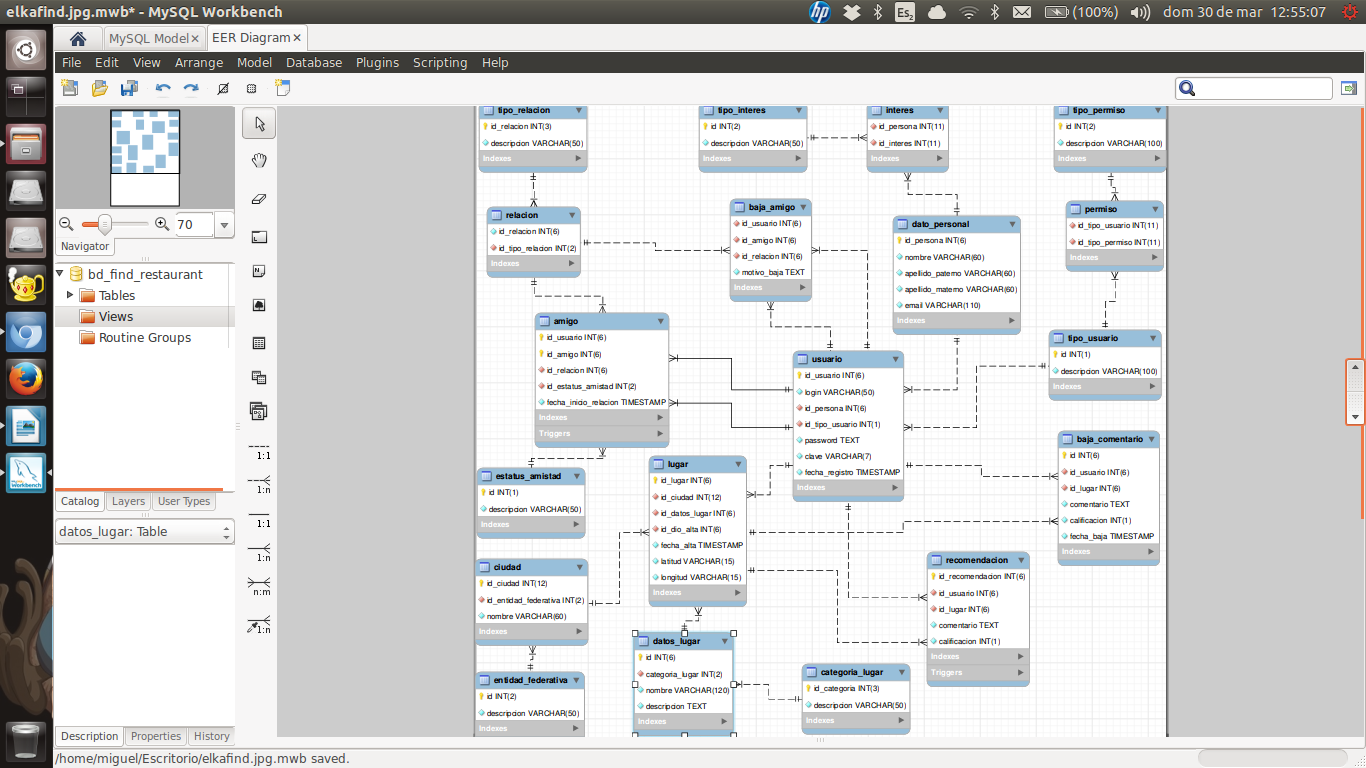 elkafind.jpg.mwb* - MySQL Workbench
Es2
(100%)
dom 30 de mar 12:55:07
MySQL Model
EER Diagram
File Edit View Arrange Model Database Plugins Scripting Help
70
Navigator
bd_find_restaurant
Tables
Views
Routine Groups
Catalog Layers User Types
datos_lugar: Table
Description Properties History
1:1
1:n
1:1
1:n
n:m
1:n
tipo_relacion
id_relacion INT(3)
descripcion VARCHAR(50)
Indexes
tipo_interes
id INT(2)
descripcion VARCHAR(50)
Indexes
interes
id_persona INT(11)
id_interes INT(11)
Indexes
tipo_permiso
id INT(2)
descripcion VARCHAR(100)
Indexes
relacion
id_relacion INT(6)
id_tipo_relacion INT(2)
Indexes
baja_amigo
id_usuario INT(6)
id_amigo INT(6)
id_relacion INT(6)
motivo_baja TEXT
Indexes
dato_personal
id_persona INT(6)
nombre VARCHAR(60)
apellido_paterno VARCHAR(60)
apellido_materno VARCHAR(60)
email VARCHAR(110)
Indexes
permiso
id_tipo_usuario INT(11)
id_tipo_permiso INT(11)
Indexes
amigo
id_usuario INT(6)
id_amigo INT(6)
id_relacion INT(6)
id_estatus_amistad INT(2)
fecha_inicio_relacion TIMESTAMP
Indexes
Triggers
usuario
id_usuario INT(6)
login VARCHAR(50)
id_persona INT(6)
id_tipo_usuario INT(1)
password TEXT
clave VARCHAR(7)
fecha_registro TIMESTAMP
Indexes
tipo_usuario
id INT(1)
descripcion VARCHAR(100)
Indexes
baja_comentario
id INT(6)
id_usuario INT(6)
id_lugar INT(6)
comentario TEXT
calificacion INT(1)
fecha_baja TIMESTAMP
Indexes
estatus_amistad
id INT(1)
descripcion VARCHAR(50)
Indexes
lugar
id_lugar INT(6)
id_ciudad INT(12)
id_datos_lugar INT(6)
id_dio_alta INT(6)
fecha_alta TIMESTAMP
latitud VARCHAR(15)
longitud VARCHAR(15)
Indexes
ciudad
id_ciudad INT(12)
id_entidad_federativa INT(2)
nombre VARCHAR(60)
Indexes
recomendacion
id_recomendacion INT(6)
id_usuario INT(6)
id_lugar INT(6)
comentario TEXT
calificacion INT(1)
Indexes
Triggers
entidad_federativa
id INT(2)
descripcion VARCHAR(50)
Indexes
datos_lugar
id INT(6)
categoria_lugar INT(2)
nombre VARCHAR(120)
descripcion TEXT
Indexes
categoria_lugar
id_categoria INT(3)
descripcion VARCHAR(50)
Indexes
/home/miguel/Escritorio/elkafind.jpg.mwb saved.